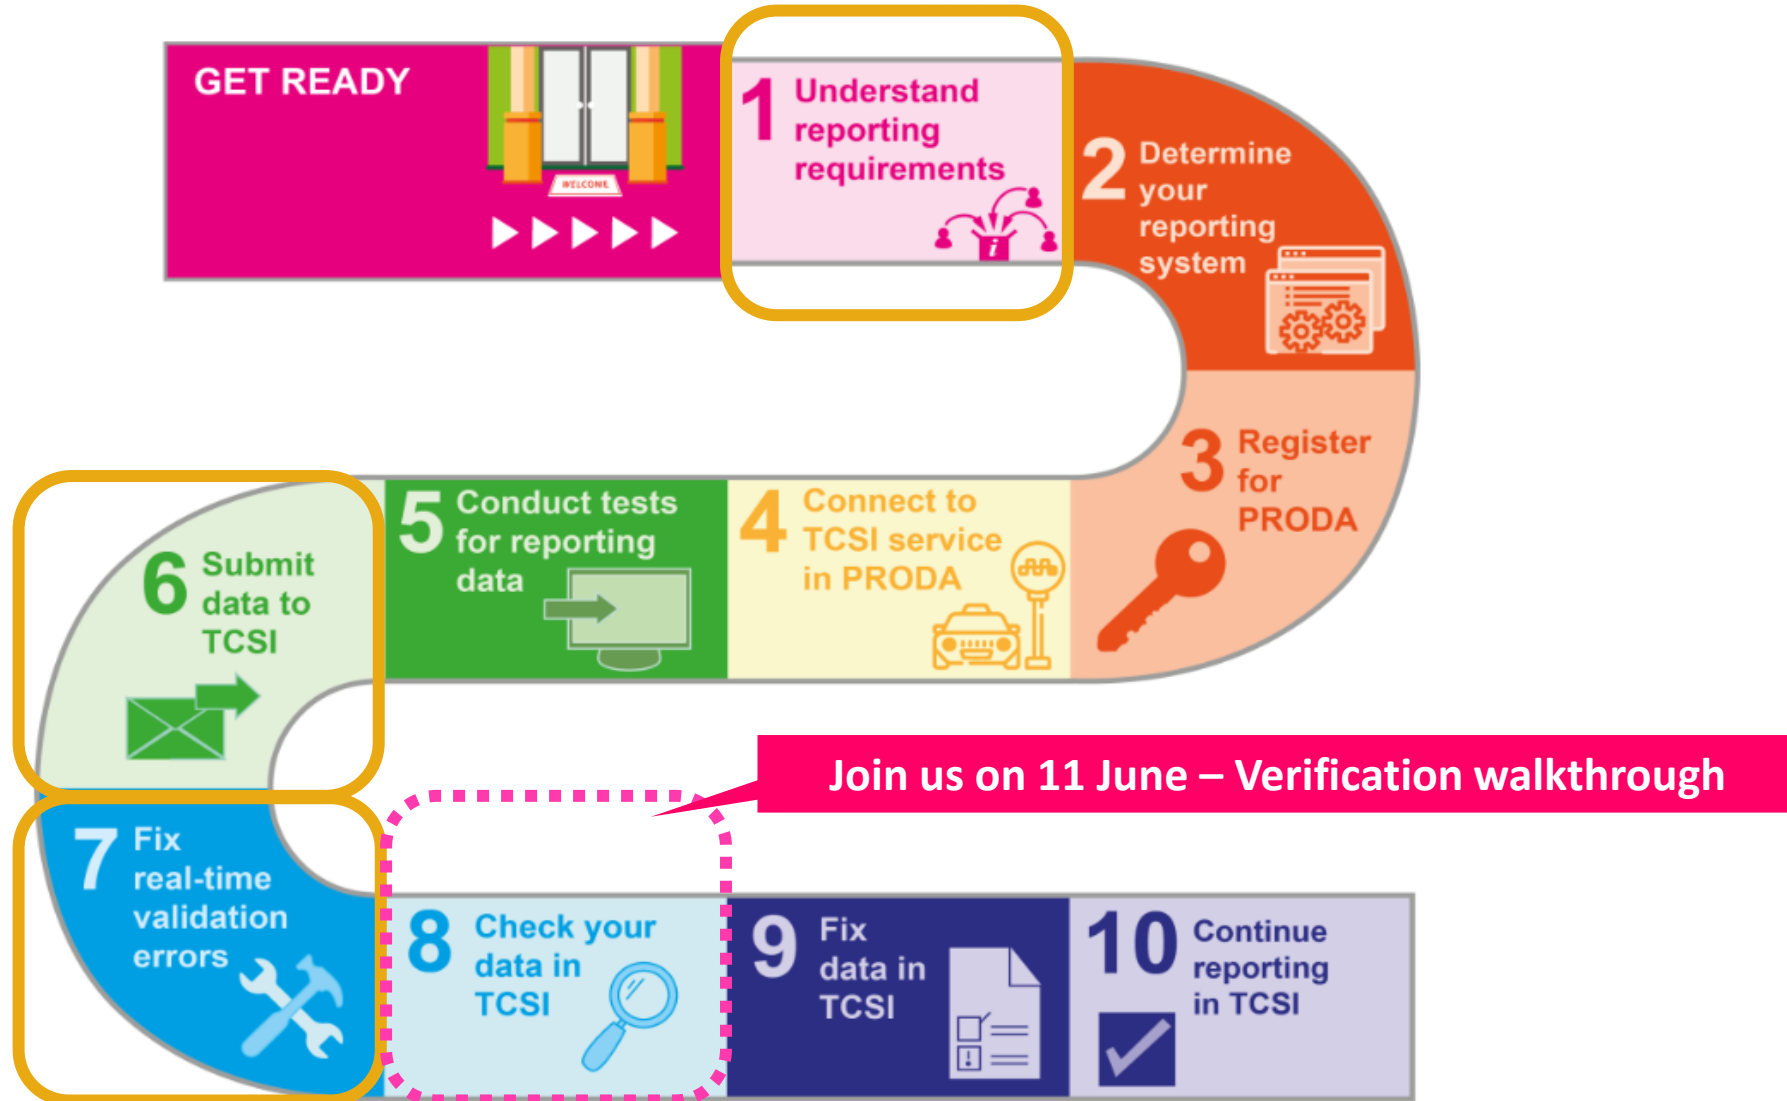 GET READY
WELCOME
1
Understand
reporting
requirements
i
2
Determine
your
reporting
system
3
Register
for
PRODA
4
Connect to
TCSI service
in PRODA
5
Conduct tests
for reporting
data
6
Submit
data to
TCSI
Join us on 11 June – Verification walkthrough
7
Fix
real-time
validation
errors
8
Check your
data in
TCSI
9
Fix
data in
TCSI
10
Continue
reporting
in TCSI